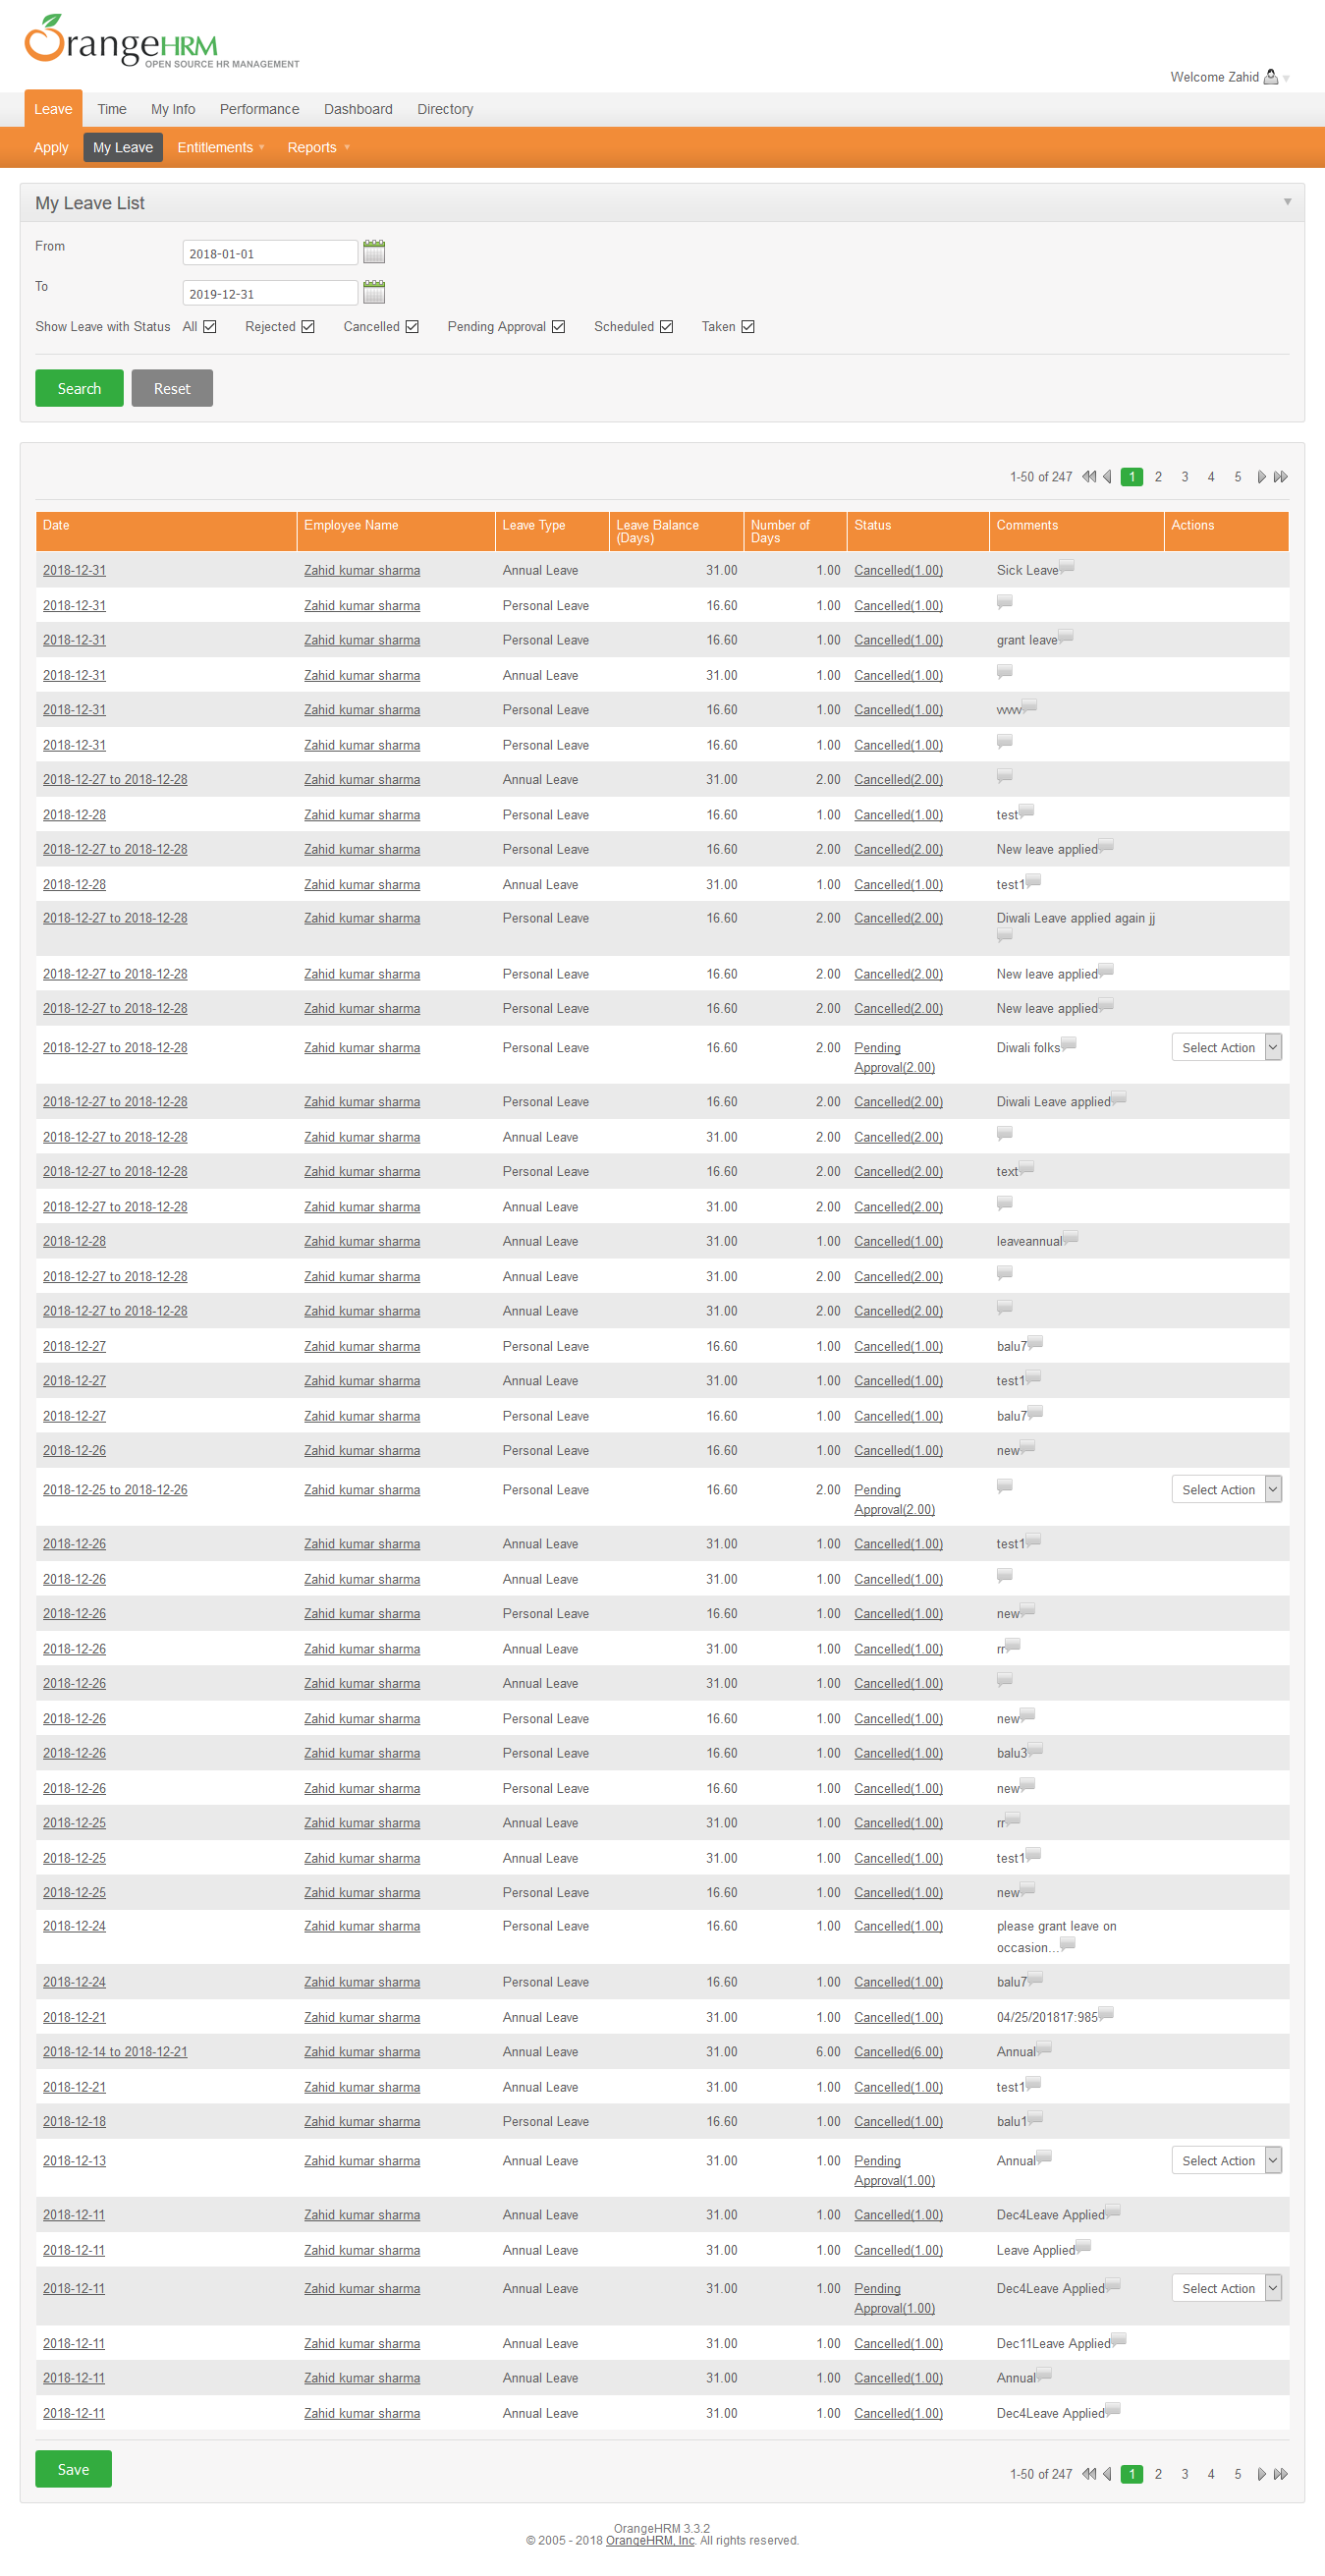 OrangeHRM
OPEN SOURCE HR MANAGEMENT
Welcome Zahid
Leave Time My Info Performance Dashboard Directory
Apply My Leave Entitlements Reports
My Leave List
From 2018-01-01
To 2019-12-31
Show Leave with Status All Rejected Cancelled Pending Approval Scheduled Taken
Search Reset
1-50 of 247 1 2 3 4 5
Date Employee Name Leave Type Leave Balance (Days) Number of Days Status Comments Actions
2018-12-31 Zahid kumar sharma Annual Leave 31.00 1.00 Cancelled(1.00) Sick Leave
2018-12-31 Zahid kumar sharma Personal Leave 16.60 1.00 Cancelled(1.00)
2018-12-31 Zahid kumar sharma Personal Leave 16.60 1.00 Cancelled(1.00) grant leave
2018-12-31 Zahid kumar sharma Annual Leave 31.00 1.00 Cancelled(1.00)
2018-12-31 Zahid kumar sharma Personal Leave 16.60 1.00 Cancelled(1.00)
2018-12-31 Zahid kumar sharma Personal Leave 16.60 1.00 Cancelled(1.00)
2018-12-27 to 2018-12-28 Zahid kumar sharma Annual Leave 31.00 2.00 Cancelled(2.00)
2018-12-28 Zahid kumar sharma Personal Leave 16.60 1.00 Cancelled(1.00) test
2018-12-27 to 2018-12-28 Zahid kumar sharma Personal Leave 16.60 2.00 Cancelled(2.00) New leave applied
2018-12-28 Zahid kumar sharma Annual Leave 31.00 1.00 Cancelled(1.00) test1
2018-12-27 to 2018-12-28 Zahid kumar sharma Personal Leave 16.60 2.00 Cancelled(2.00) Diwali Leave applied again jj
2018-12-27 to 2018-12-28 Zahid kumar sharma Personal Leave 16.60 2.00 Cancelled(2.00) New leave applied
2018-12-27 to 2018-12-28 Zahid kumar sharma Personal Leave 16.60 2.00 Cancelled(2.00) New leave applied
2018-12-27 to 2018-12-28 Zahid kumar sharma Personal Leave 16.60 2.00 Pending Approval(2.00) Diwali folks Select Action
2018-12-27 to 2018-12-28 Zahid kumar sharma Personal Leave 16.60 2.00 Cancelled(2.00) Diwali Leave applied
2018-12-27 to 2018-12-28 Zahid kumar sharma Annual Leave 31.00 2.00 Cancelled(2.00)
2018-12-27 to 2018-12-28 Zahid kumar sharma Personal Leave 16.60 2.00 Cancelled(2.00) text
2018-12-27 to 2018-12-28 Zahid kumar sharma Annual Leave 31.00 2.00 Cancelled(2.00)
2018-12-28 Zahid kumar sharma Annual Leave 31.00 1.00 Cancelled(1.00) leaveannual
2018-12-27 to 2018-12-28 Zahid kumar sharma Annual Leave 31.00 2.00 Cancelled(2.00)
2018-12-27 to 2018-12-28 Zahid kumar sharma Annual Leave 31.00 2.00 Cancelled(2.00)
2018-12-27 Zahid kumar sharma Personal Leave 16.60 1.00 Cancelled(1.00) balu7
2018-12-27 Zahid kumar sharma Annual Leave 31.00 1.00 Cancelled(1.00) test1
2018-12-27 Zahid kumar sharma Personal Leave 16.60 1.00 Cancelled(1.00) balu7
2018-12-26 Zahid kumar sharma Personal Leave 16.60 1.00 Cancelled(1.00) new
2018-12-25 to 2018-12-26 Zahid kumar sharma Personal Leave 16.60 2.00 Pending Approval(2.00) Select Action
2018-12-26 Zahid kumar sharma Annual Leave 31.00 1.00 Cancelled(1.00) test1
2018-12-26 Zahid kumar sharma Annual Leave 31.00 1.00 Cancelled(1.00)
2018-12-26 Zahid kumar sharma Personal Leave 16.60 1.00 Cancelled(1.00) new
2018-12-26 Zahid kumar sharma Annual Leave 31.00 1.00 Cancelled(1.00) rr
2018-12-26 Zahid kumar sharma Annual Leave 31.00 1.00 Cancelled(1.00)
2018-12-26 Zahid kumar sharma Personal Leave 16.60 1.00 Cancelled(1.00) new
2018-12-26 Zahid kumar sharma Personal Leave 16.60 1.00 Cancelled(1.00) balu3
2018-12-26 Zahid kumar sharma Personal Leave 16.60 1.00 Cancelled(1.00) new
2018-12-25 Zahid kumar sharma Annual Leave 31.00 1.00 Cancelled(1.00) rr
2018-12-25 Zahid kumar sharma Annual Leave 31.00 1.00 Cancelled(1.00) test1
2018-12-25 Zahid kumar sharma Personal Leave 16.60 1.00 Cancelled(1.00) new
2018-12-24 Zahid kumar sharma Personal Leave 16.60 1.00 Cancelled(1.00) please grant leave on occasion...
2018-12-24 Zahid kumar sharma Personal Leave 16.60 1.00 Cancelled(1.00) balu7
2018-12-21 Zahid kumar sharma Annual Leave 31.00 1.00 Cancelled(1.00) 04/25/201817:985
2018-12-14 to 2018-12-21 Zahid kumar sharma Annual Leave 31.00 6.00 Cancelled(6.00) Annual
2018-12-21 Zahid kumar sharma Annual Leave 31.00 1.00 Cancelled(1.00) test1
2018-12-18 Zahid kumar sharma Personal Leave 16.60 1.00 Cancelled(1.00) balu1
2018-12-13 Zahid kumar sharma Annual Leave 31.00 1.00 Pending Approval(1.00) Annual Select Action
2018-12-11 Zahid kumar sharma Annual Leave 31.00 1.00 Cancelled(1.00) Dec4Leave Applied
2018-12-11 Zahid kumar sharma Annual Leave 31.00 1.00 Cancelled(1.00) Leave Applied
2018-12-11 Zahid kumar sharma Annual Leave 31.00 1.00 Pending Approval(1.00) Dec4Leave Applied Select Action
2018-12-11 Zahid kumar sharma Annual Leave 31.00 1.00 Cancelled(1.00) Dec11Leave Applied
2018-12-11 Zahid kumar sharma Annual Leave 31.00 1.00 Cancelled(1.00) Annual
2018-12-11 Zahid kumar sharma Annual Leave 31.00 1.00 Cancelled(1.00) Dec4Leave Applied
Save
1-50 of 247 1 2 3 4 5
OrangeHRM 3.3.2
© 2005 - 2018 OrangeHRM, Inc. All rights reserved.